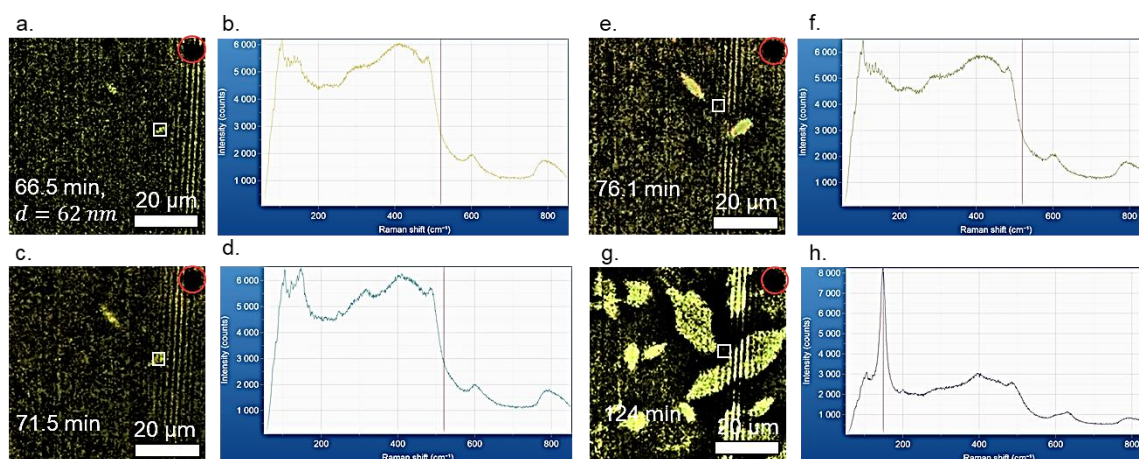 a.
66.5 min,
d = 62 nm
20 μm
b.
Intensity (counts)
6 000
5 000
4 000
3 000
2 000
1 000
200
400
600
800
Raman shift (cm⁻¹)
c.
71.5 min
20 μm
d.
Intensity (counts)
6 000
5 000
4 000
3 000
2 000
1 000
200
400
600
800
Raman shift (cm⁻¹)
e.
76.1 min
20 μm
f.
Intensity (counts)
6 000
5 000
4 000
3 000
2 000
1 000
200
400
600
800
Raman shift (cm⁻¹)
g.
124 min
20 μm
h.
Intensity (counts)
8 000
7 000
6 000
5 000
4 000
3 000
2 000
1 000
200
400
600
800
Raman shift (cm⁻¹)